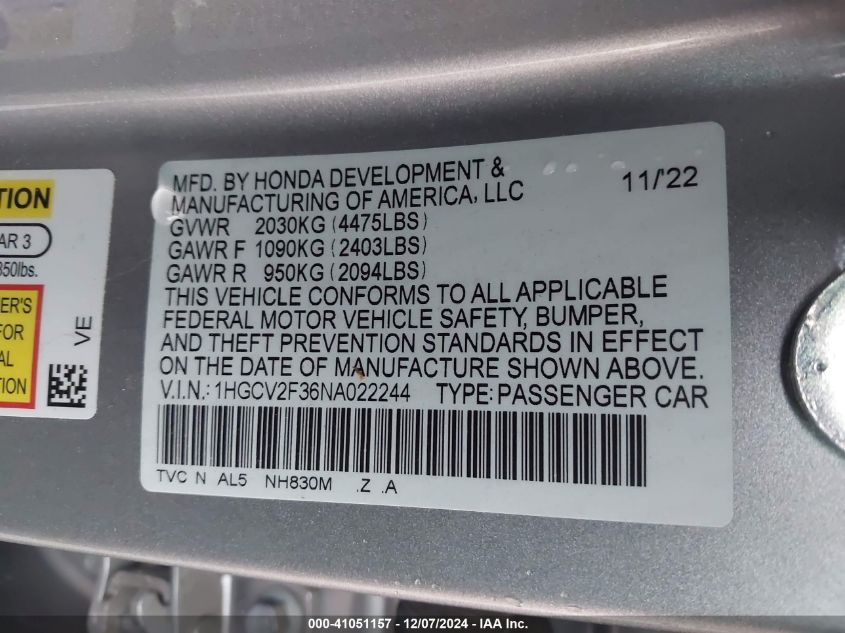 TION
AR 3
850lbs.
ER'S
FOR
AL
ION
VE
MFD. BY HONDA DEVELOPMENT & 11/'22
MANUFACTURING OF AMERICA, LLC
GVWR 2030KG (4475LBS)
GAWR F 1090KG (2403LBS)
GAWR R 950KG (2094LBS)
THIS VEHICLE CONFORMS TO ALL APPLICABLE
FEDERAL MOTOR VEHICLE SAFETY, BUMPER,
AND THEFT PREVENTION STANDARDS IN EFFECT
ON THE DATE OF MANUFACTURE SHOWN ABOVE.
V.I.N.: 1HGCV2F36NA022244 TYPE: PASSENGER CAR
TVC N AL5 NH830M .Z .A
000-41051157 - 12/07/2024 - IAA Inc.